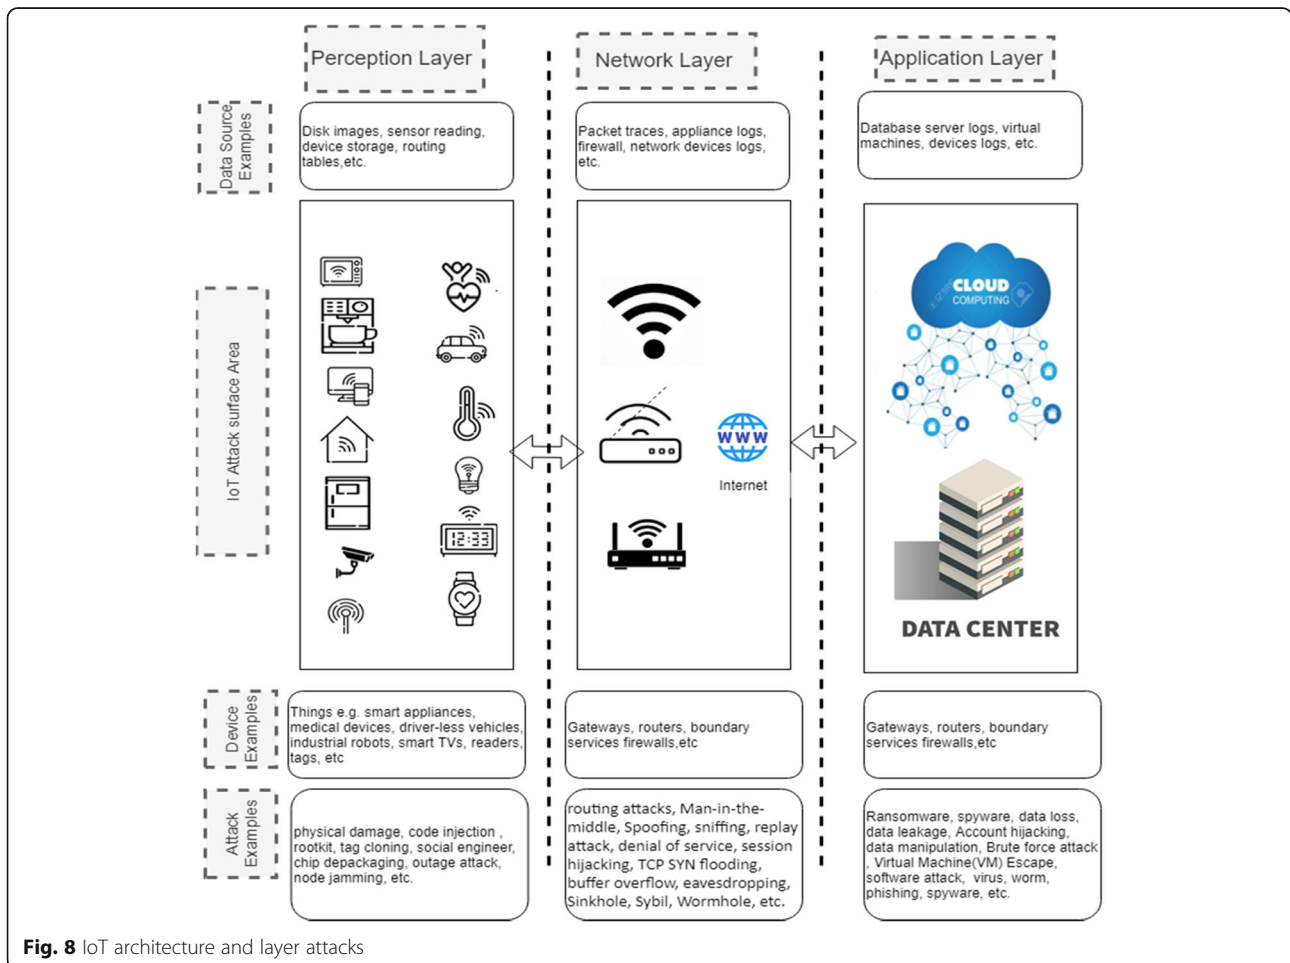 Perception Layer
Network Layer
Application Layer
Data Source
Examples
Disk images, sensor reading,
device storage, routing
tables,etc.
Packet traces, appliance logs,
firewall, network devices logs,
etc.
Database server logs, virtual
machines, devices logs, etc.
IoT Attack surface Area
12:33
WWW
Internet
CLOUD
COMPUTING
DATA CENTER
Device
Examples
Things e.g. smart appliances,
medical devices, driver-less vehicles,
industrial robots, smart TVs, readers,
tags, etc
Gateways, routers, boundary
services firewalls,etc
Gateways, routers, boundary
services firewalls,etc
Attack
Examples
physical damage, code injection ,
rootkit, tag cloning, social engineer,
chip depackaging, outage attack,
node jamming, etc.
routing attacks, Man-in-the-
middle, Spoofing, sniffing, replay
attack, denial of service, session
hijacking, TCP SYN flooding,
buffer overflow, eavesdropping,
Sinkhole, Sybil, Wormhole, etc.
Ransomware, spyware, data loss,
data leakage, Account hijacking,
data manipulation, Brute force attack
, Virtual Machine(VM) Escape,
software attack, virus, worm,
phishing, spyware, etc.
Fig. 8 IoT architecture and layer attacks